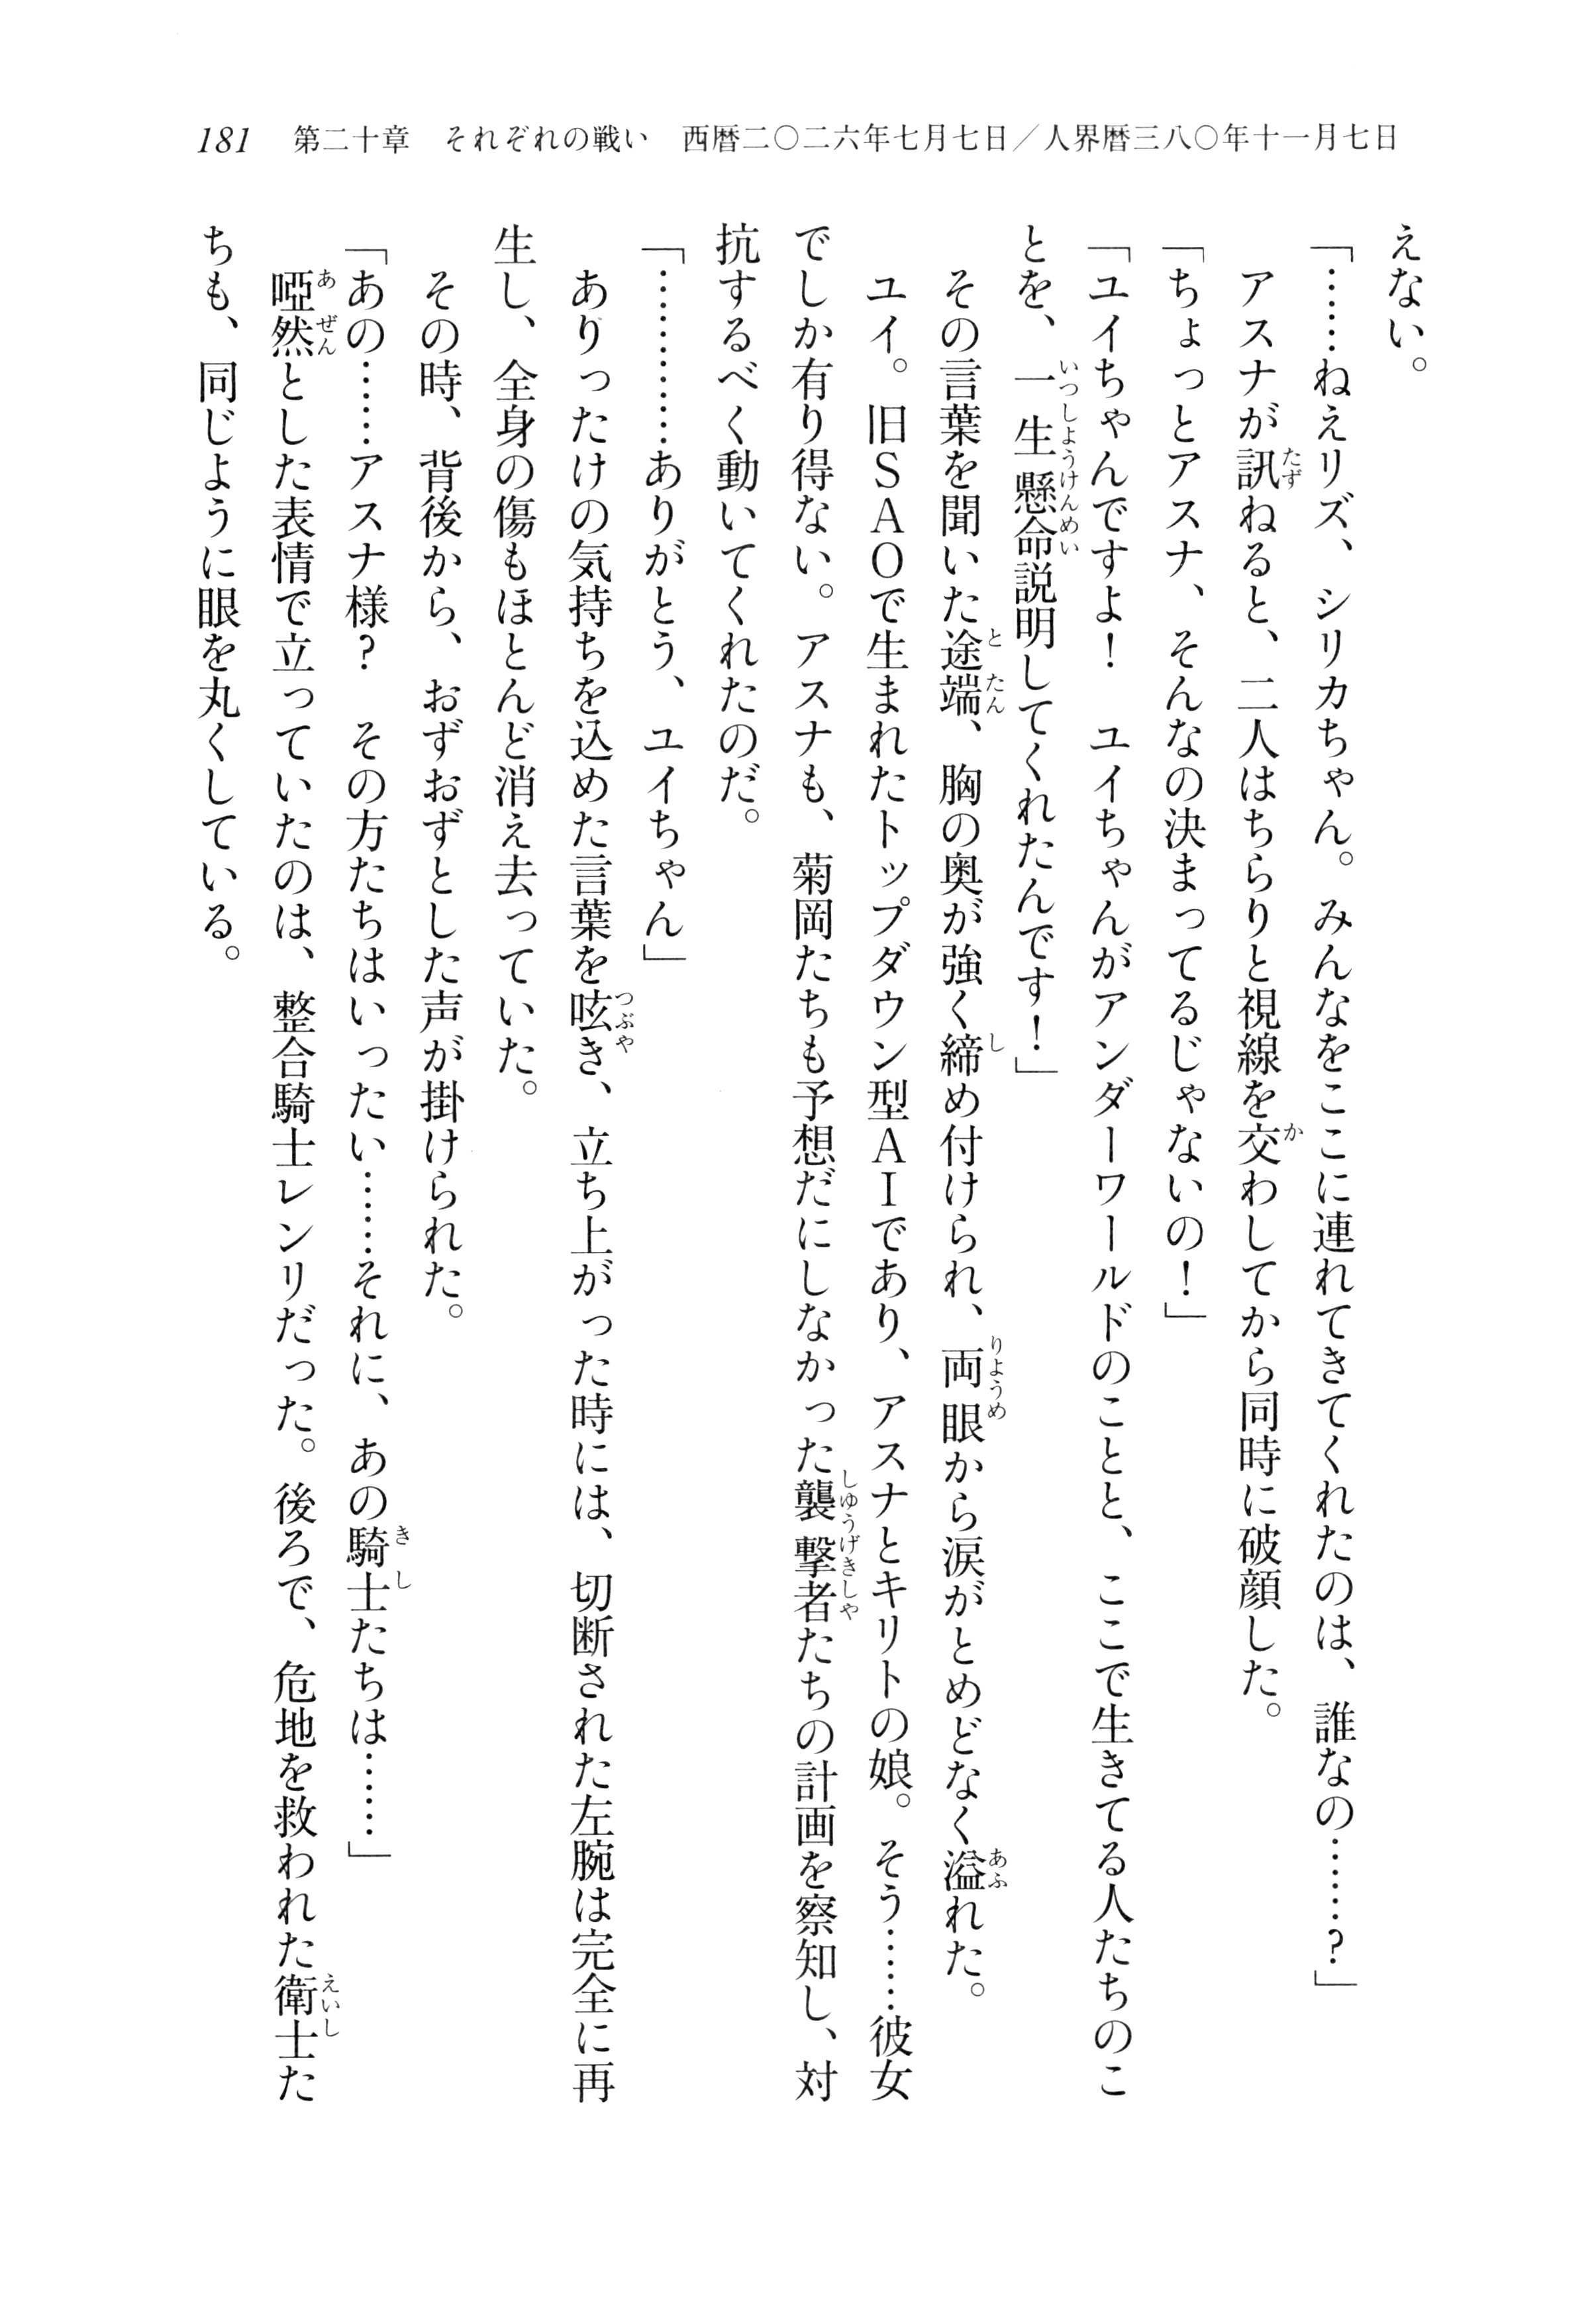 181　第二十章　それぞれの戦い　西暦二〇二六年七月七日／人界暦三八〇年十一月七日
えない。
「……ねえリズ、シリカちゃん。みんなをここに連れてきてくれたのは、誰なの……？」
　アスナが訊ねると、二人はちらりと視線を交わしてから同時に破顔した。
「ちょっとアスナ、そんなの決まってるじゃないの！」
「ユイちゃんですよ！　ユイちゃんがアンダーワールドのことと、ここで生きてる人たちのこ
とを、一生懸命説明してくれたんです！」
　その言葉を聞いた途端、胸の奥が強く締め付けられ、両眼から涙がとめどなく溢れた。
　ユイ。旧ＳＡＯで生まれたトップダウン型ＡＩであり、アスナとキリトの娘。そう……彼女
でしか有り得ない。アスナも、菊岡たちも予想だにしなかった襲撃者たちの計画を察知し、対
抗するべく動いてくれたのだ。
「…………ありがとう、ユイちゃん」
　ありったけの気持ちを込めた言葉を呟き、立ち上がった時には、切断された左腕は完全に再
生し、全身の傷もほとんど消え去っていた。
　その時、背後から、おずおずとした声が掛けられた。
「あの……アスナ様？　その方たちはいったい……それに、あの騎士たちは……」
　啞然とした表情で立っていたのは、整合騎士レンリだった。後ろで、危地を救われた衛士た
ちも、同じように眼を丸くしている。